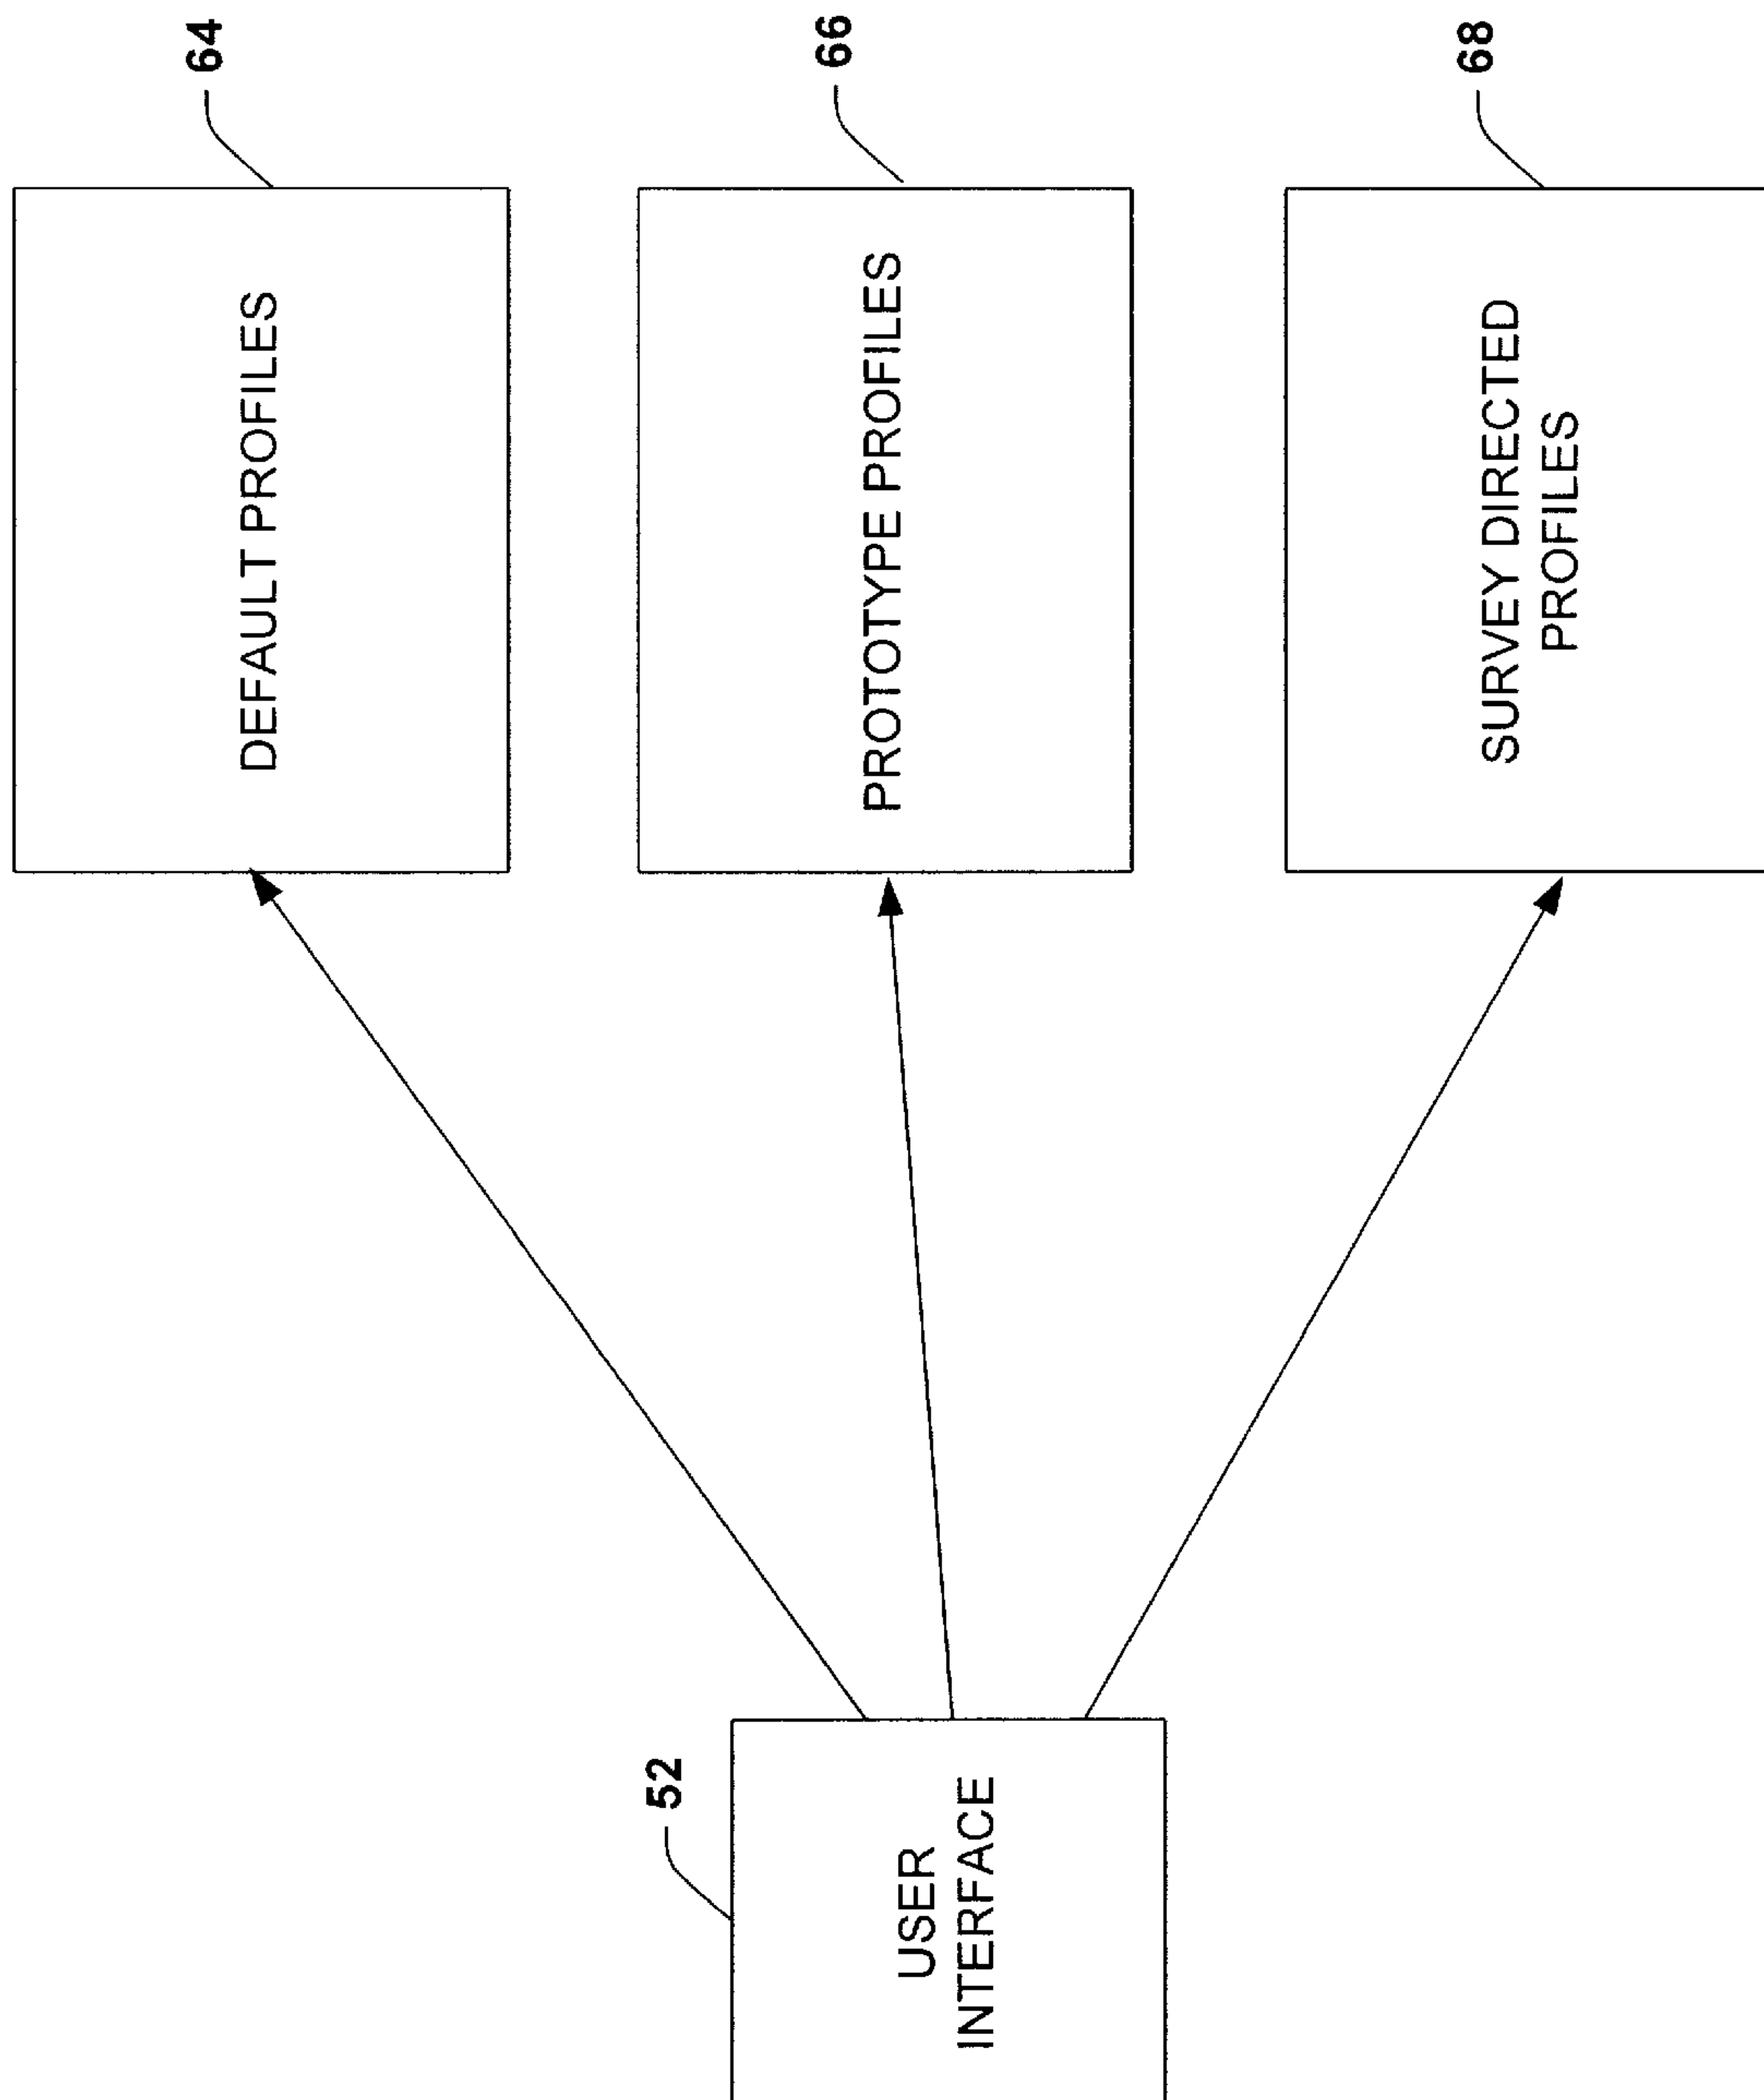 64
DEFAULT PROFILES
66
PROTOTYPE PROFILES
68
SURVEY DIRECTED
PROFILES
52
USER
INTERFACE